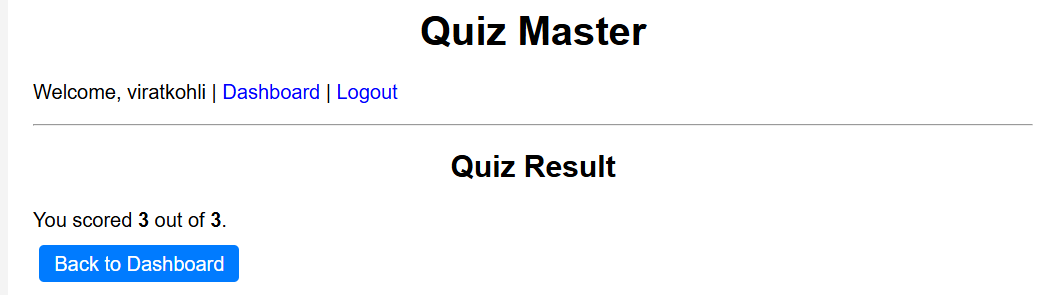 Quiz Master
Welcome, viratkohli | Dashboard | Logout
Quiz Result
You scored 3 out of 3.
Back to Dashboard